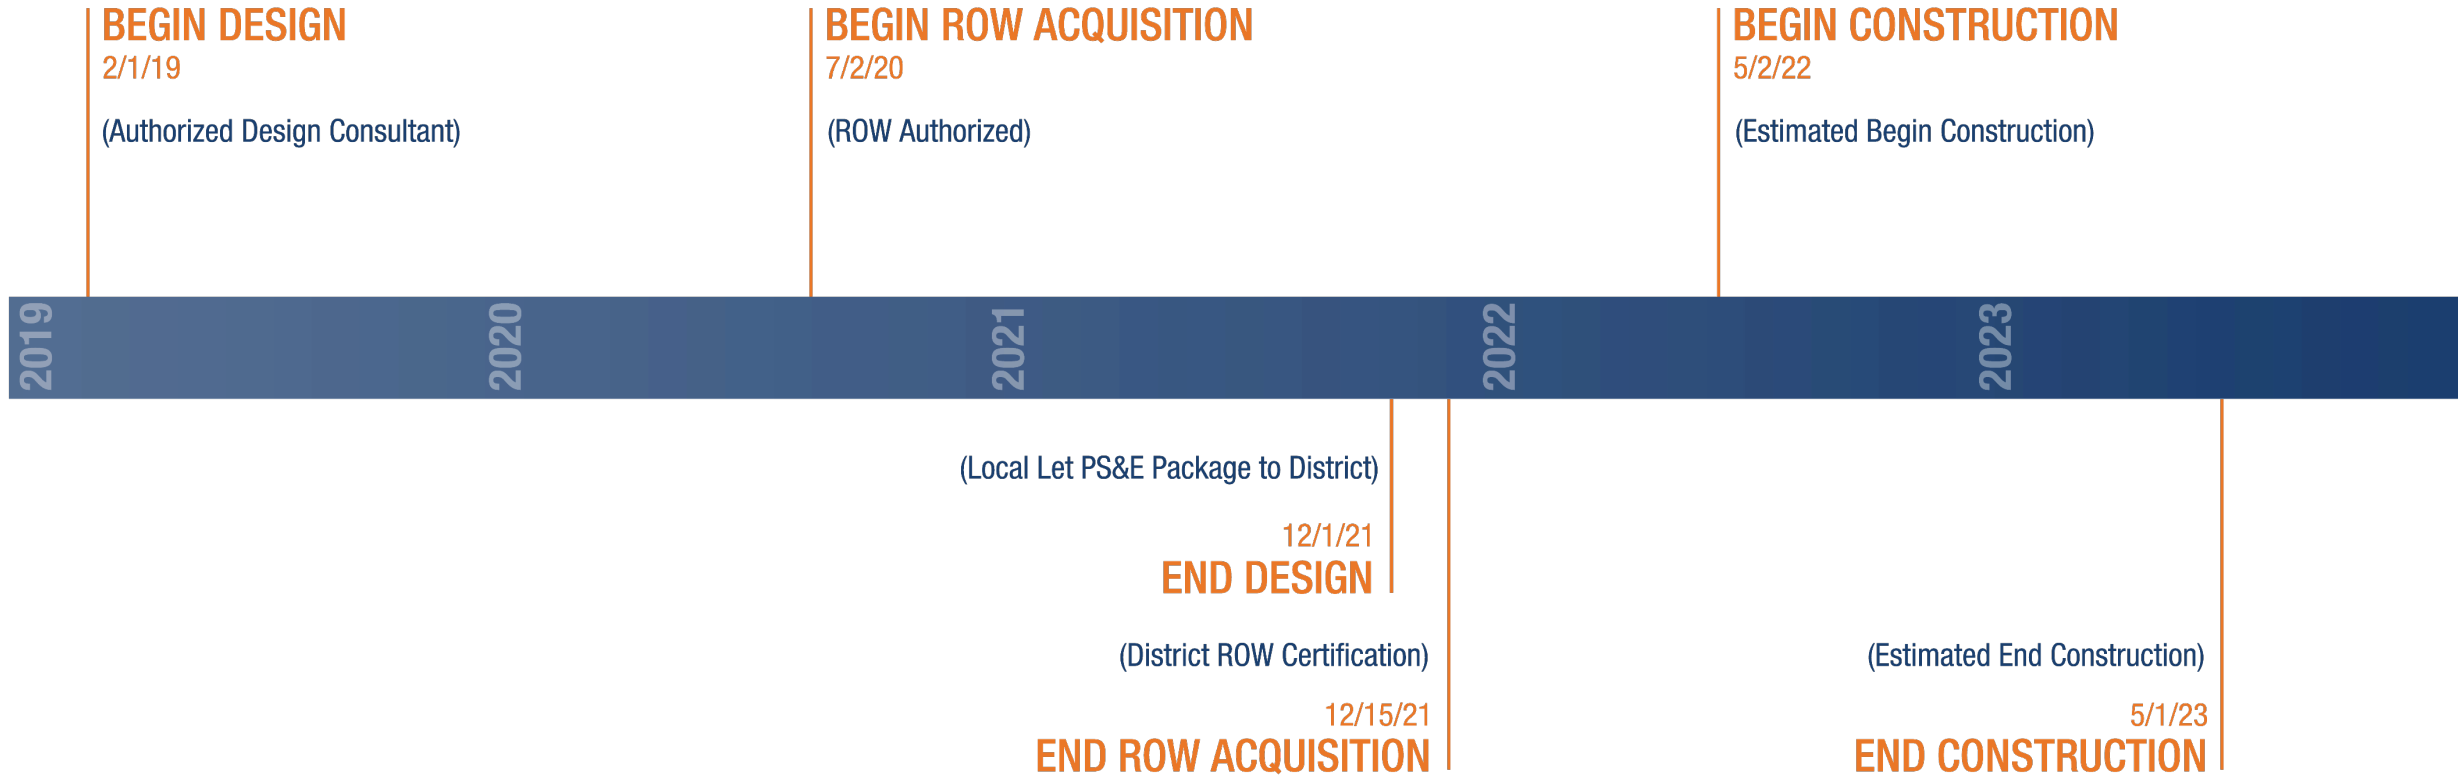 BEGIN DESIGN
2/1/19
(Authorized Design Consultant)
BEGIN ROW ACQUISITION
7/2/20
(ROW Authorized)
BEGIN CONSTRUCTION
5/2/22
(Estimated Begin Construction)
2019
2020
2021
2022
2023
(Local Let PS&E Package to District)
12/1/21
END DESIGN
(District ROW Certification)
12/15/21
END ROW ACQUISITION
(Estimated End Construction)
5/1/23
END CONSTRUCTION